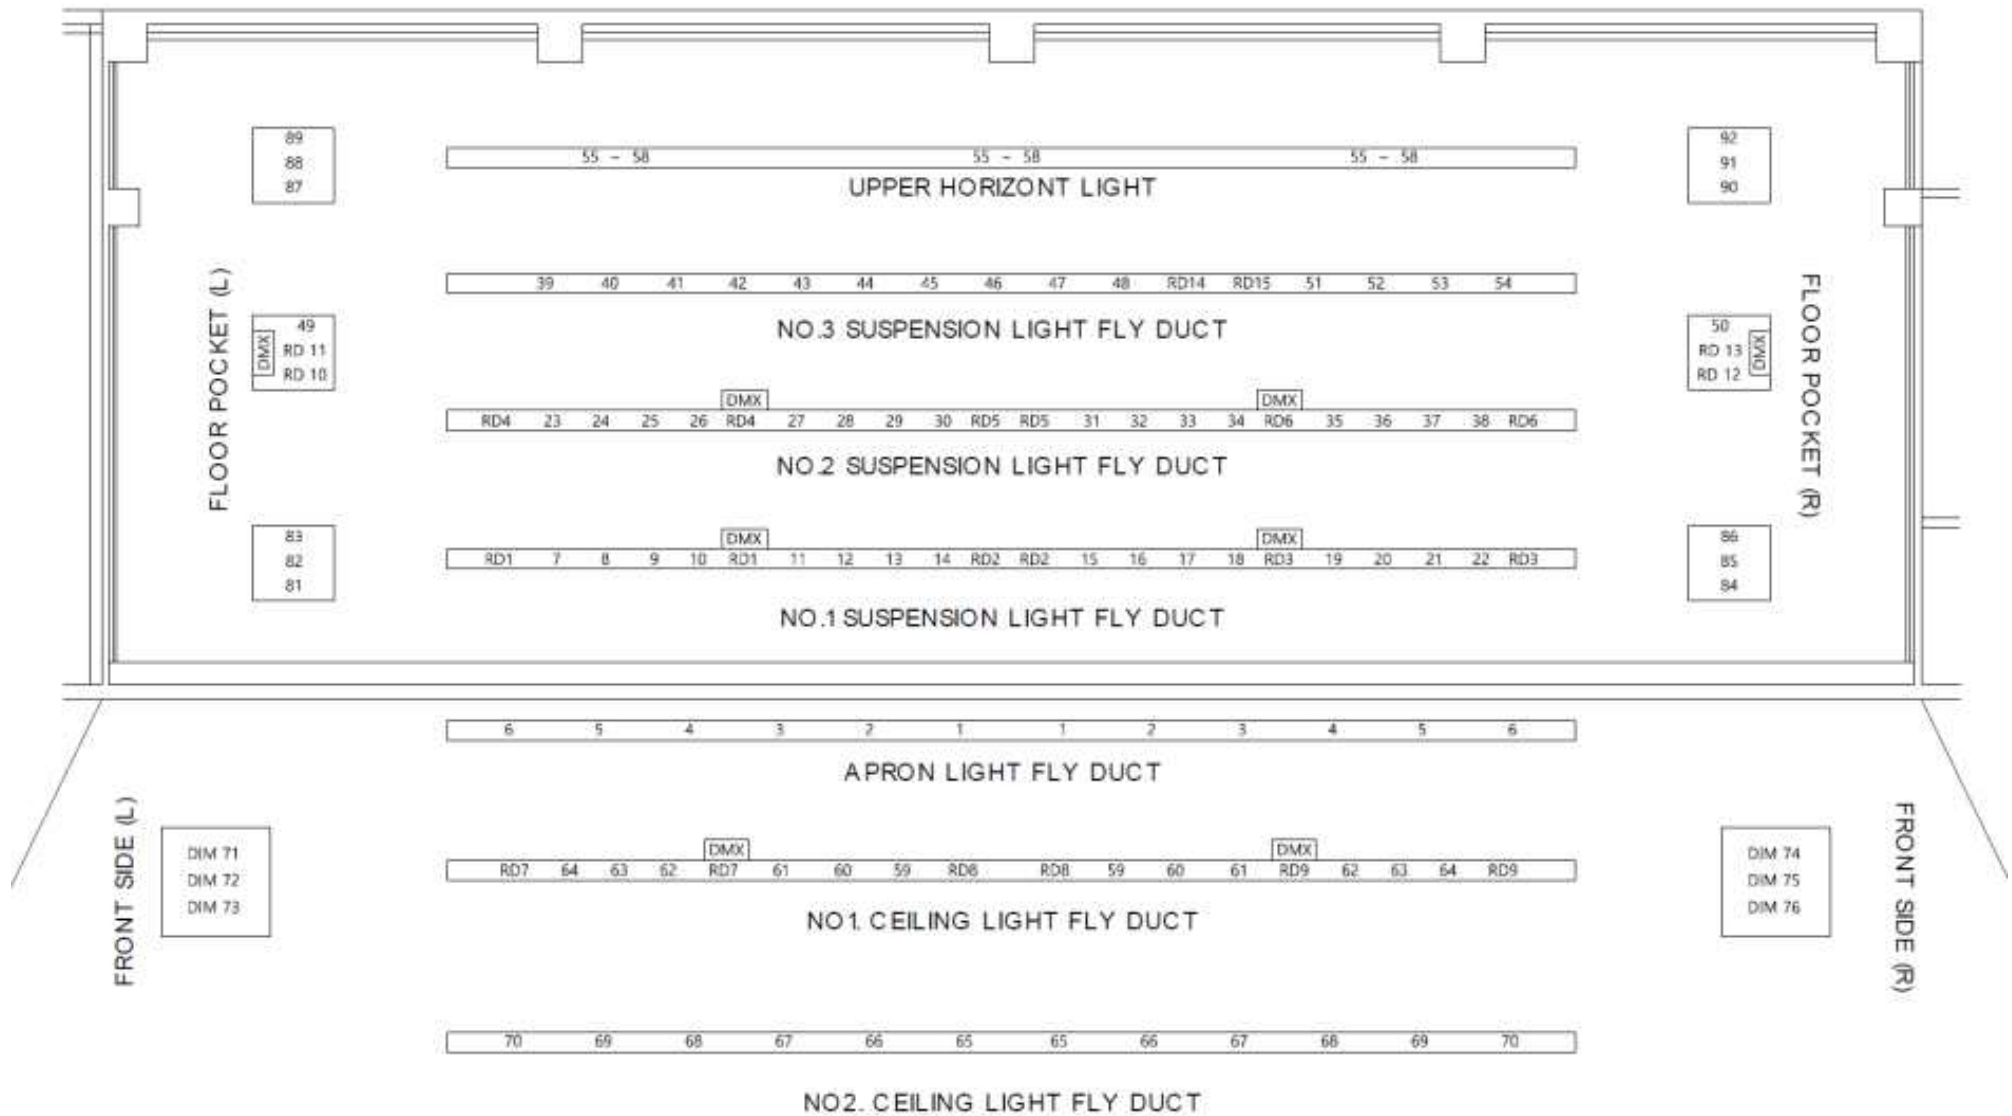 89 92
88 55 - 58 55 - 58 55 - 58 91
87 90
UPPER HORIZONT LIGHT
FLOOR POCKET (L)
39 40 41 42 43 44 45 46 47 48 RD14 RD15 51 52 53 54
NO.3 SUSPENSION LIGHT FLY DUCT
FLOOR POCKET (R)
49
DMX RD 11
RD 10
50
RD 13 DMX
RD 12
DMX DMX
RD4 23 24 25 26 RD4 27 28 29 30 RD5 RD5 31 32 33 34 RD6 35 36 37 38 RD6
NO.2 SUSPENSION LIGHT FLY DUCT
83
82
81
86
85
84
DMX DMX
RD1 7 8 9 10 RD1 11 12 13 14 RD2 RD2 15 16 17 18 RD3 19 20 21 22 RD3
NO.1 SUSPENSION LIGHT FLY DUCT
6 5 4 3 2 1 1 2 3 4 5 6
APRON LIGHT FLY DUCT
FRONT SIDE (L)
DIM 71
DIM 72
DIM 73
DMX DMX
RD7 64 63 62 RD7 61 60 59 RD8 RD8 59 60 61 RD9 62 63 64 RD9
NO1. CEILING LIGHT FLY DUCT
DIM 74
DIM 75
DIM 76
FRONT SIDE (R)
70 69 68 67 66 65 65 66 67 68 69 70
NO2. CEILING LIGHT FLY DUCT